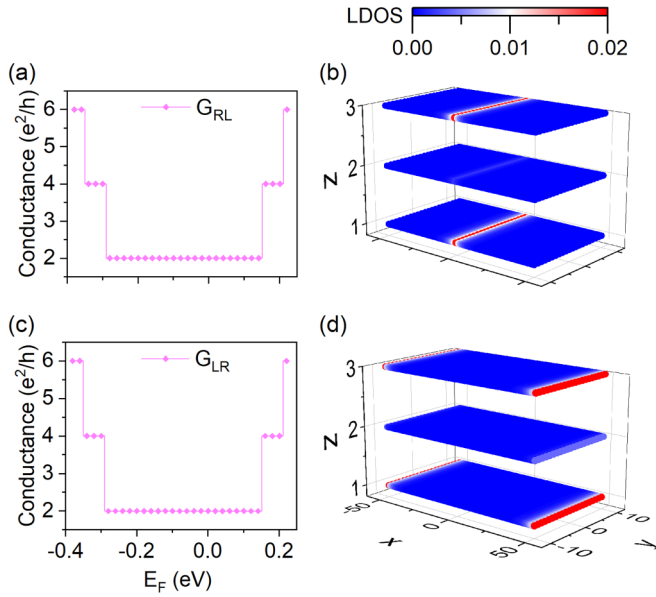 LDOS
0.00 0.01 0.02
(a)
6
5
4
3
2
Conductance (e²/h)
G_RL
(b)
3
2
1
z
(c)
6
5
4
3
2
Conductance (e²/h)
G_LR
-0.4 -0.2 0.0 0.2
E_F (eV)
(d)
3
2
1
z
-50 0 50
x
-10 0 10
y